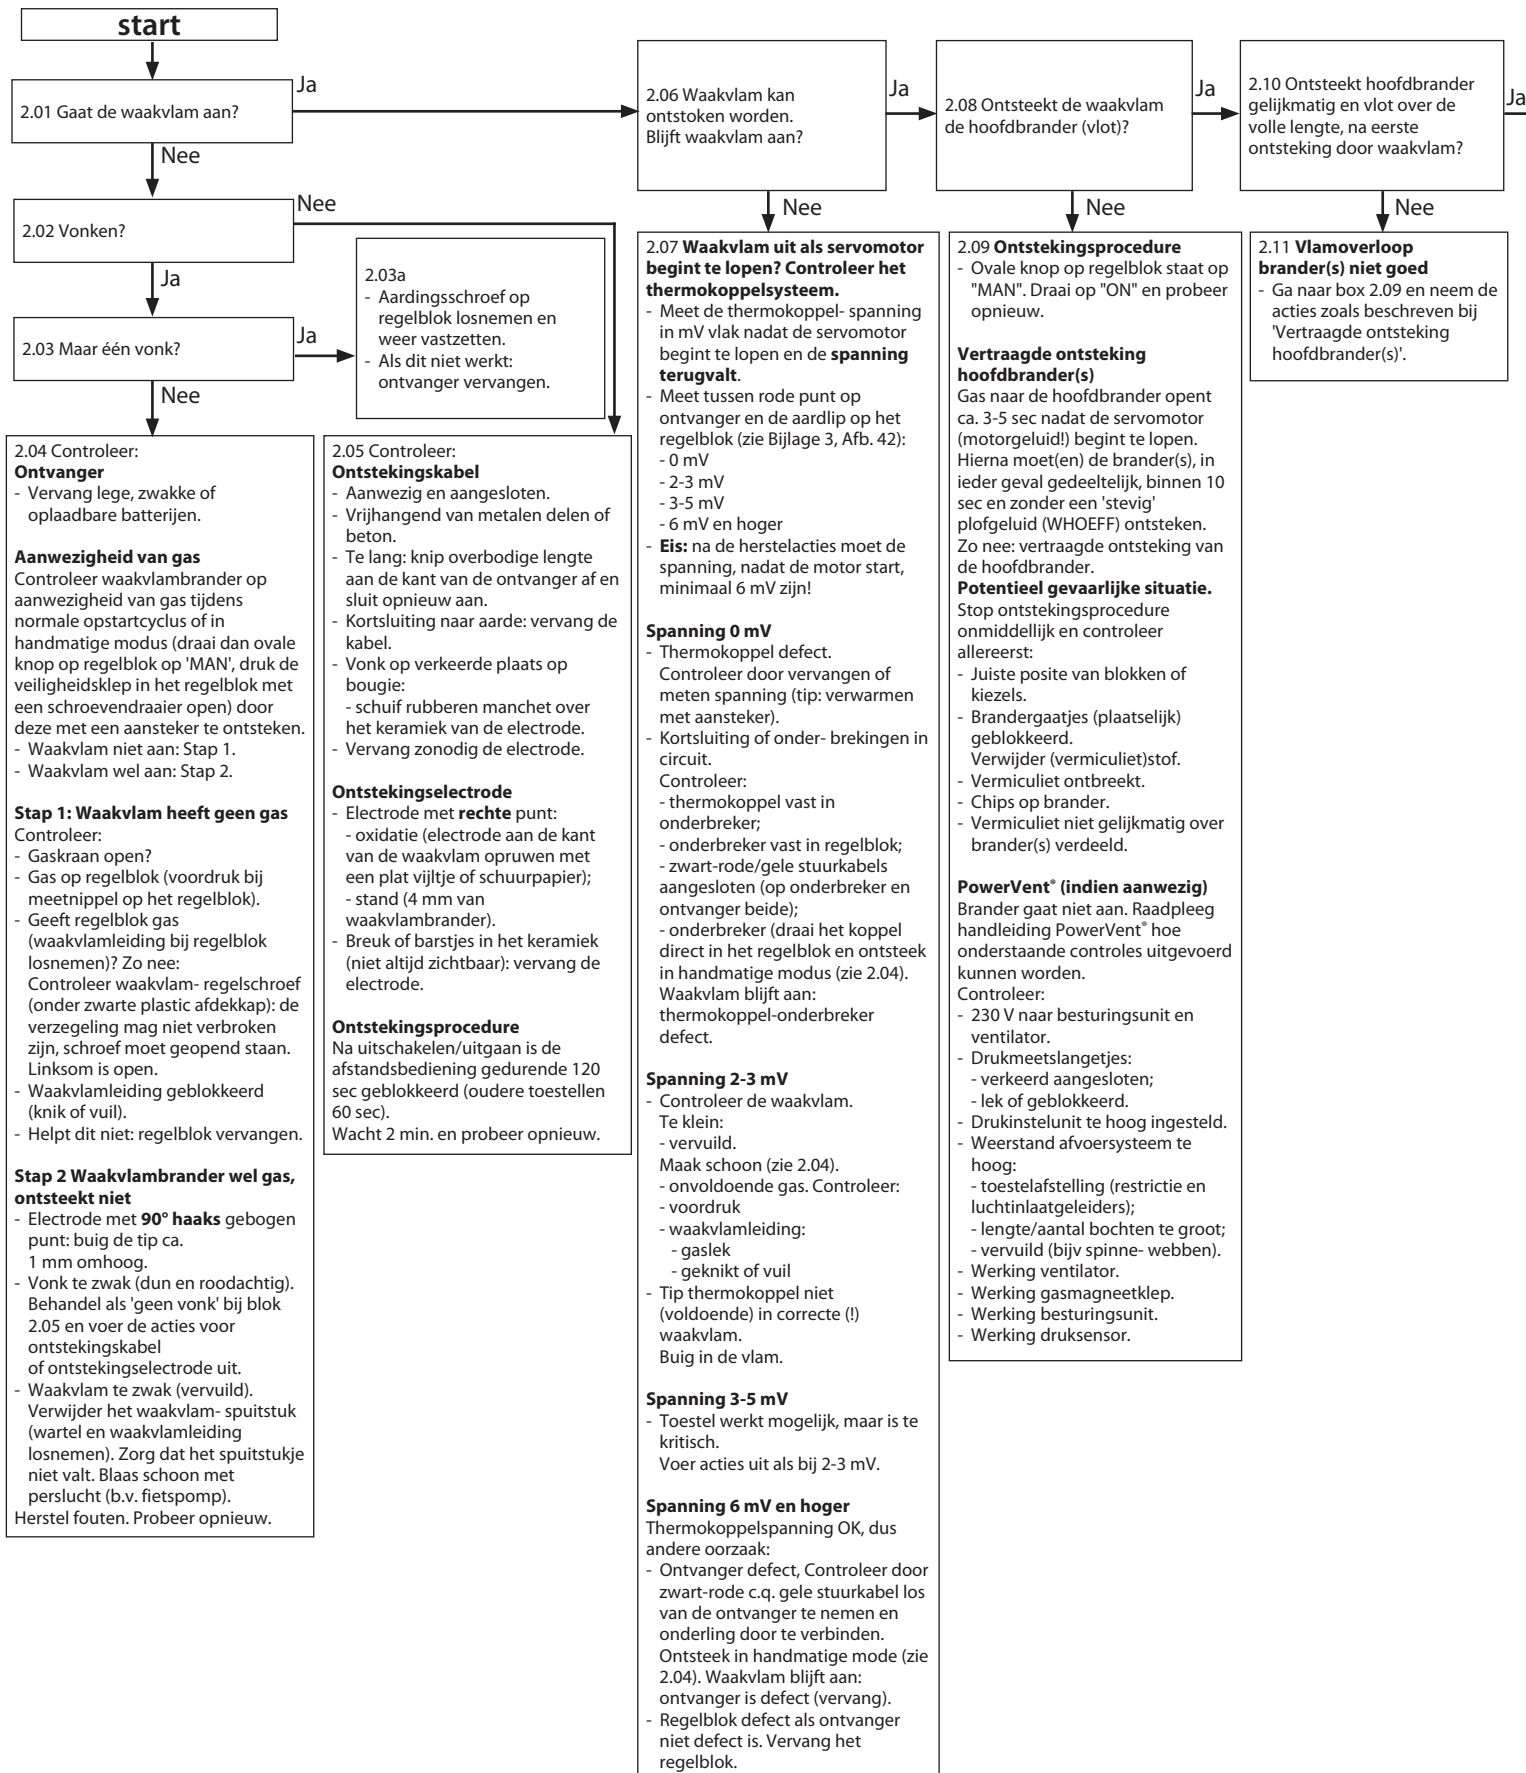 start
2.01 Gaat de waakvlam aan?
Ja
Nee
2.02 Vonken?
Nee
Ja
2.03 Maar één vonk?
Ja
Nee
2.03a
- Aardingsschroef op
regelblok losnemen en
weer vastzetten.
- Als dit niet werkt:
ontvanger vervangen.
2.04 Controleer:
Ontvanger
- Vervang lege, zwakke of
oplaadbare batterijen.
Aanwezigheid van gas
Controleer waakvlambrander op
aanwezigheid van gas tijdens
normale opstartcyclus of in
handmatige modus (draai dan ovale
knop op regelblok op 'MAN', druk de
veiligheidsklep in het regelblok met
een schroevendraaier open) door
deze met een aansteker te ontsteken.
- Waakvlam niet aan: Stap 1.
- Waakvlam wel aan: Stap 2.
Stap 1: Waakvlam heeft geen gas
Controleer:
- Gaskraan open?
- Gas op regelblok (voordruk bij
meetnippel op het regelblok).
- Geeft regelblok gas
(waakvlamleiding bij regelblok
losnemen)? Zo nee:
Controleer waakvlam- regelschroef
(onder zwarte plastic afdekkap): de
verzegeling mag niet verbroken
zijn, schroef moet geopend staan.
Linksom is open.
- Waakvlamleiding geblokkeerd
(knik of vuil).
- Helpt dit niet: regelblok vervangen.
Stap 2 Waakvlambrander wel gas,
ontsteekt niet
- Electrode met 90° haaks gebogen
punt: buig de tip ca.
1 mm omhoog.
- Vonk te zwak (dun en roodachtig).
Behandel als 'geen vonk' bij blok
2.05 en voer de acties voor
ontstekingskabel
of ontstekingselectrode uit.
- Waakvlam te zwak (vervuild).
Verwijder het waakvlam- spuitstuk
(wartel en waakvlamleiding
losnemen). Zorg dat het spuitstukje
niet valt. Blaas schoon met
perslucht (b.v. fietspomp).
Herstel fouten. Probeer opnieuw.
2.05 Controleer:
Ontstekingskabel
- Aanwezig en aangesloten.
- Vrijhangend van metalen delen of
beton.
- Te lang: knip overbodige lengte
aan de kant van de ontvanger af en
sluit opnieuw aan.
- Kortsluiting naar aarde: vervang de
kabel.
- Vonk op verkeerde plaats op
bougie:
- schuif rubberen manchet over
het keramiek van de electrode.
- Vervang zonodig de electrode.
Ontstekingselectrode
- Electrode met rechte punt:
- oxidatie (electrode aan de kant
van de waakvlam opruwen met
een plat vijltje of schuurpapier);
- stand (4 mm van
waakvlambrander).
- Breuk of barstjes in het keramiek
(niet altijd zichtbaar): vervang de
electrode.
Ontstekingsprocedure
Na uitschakelen/uitgaan is de
afstandsbediening gedurende 120
sec geblokkeerd (oudere toestellen
60 sec).
Wacht 2 min. en probeer opnieuw.
2.06 Waakvlam kan
ontstoken worden.
Blijft waakvlam aan?
Ja
Nee
2.07 Waakvlam uit als servomotor
begint te lopen? Controleer het
thermokoppelsysteem.
- Meet de thermokoppel- spanning
in mV vlak nadat de servomotor
begint te lopen en de spanning
terugvalt.
- Meet tussen rode punt op
ontvanger en de aardlip op het
regelblok (zie Bijlage 3, Afb. 42):
- 0 mV
- 2-3 mV
- 3-5 mV
- 6 mV en hoger
- Eis: na de herstelacties moet de
spanning, nadat de motor start,
minimaal 6 mV zijn!
Spanning 0 mV
- Thermokoppel defect.
Controleer door vervangen of
meten spanning (tip: verwarmen
met aansteker).
- Kortsluiting of onder- brekingen in
circuit.
Controleer:
- thermokoppel vast in
onderbreker;
- onderbreker vast in regelblok;
- zwart-rode/gele stuurkabels
aangesloten (op onderbreker en
ontvanger beide);
- onderbreker (draai het koppel
direct in het regelblok en ontsteek
in handmatige modus (zie 2.04).
Waakvlam blijft aan:
thermokoppel-onderbreker
defect.
Spanning 2-3 mV
- Controleer de waakvlam.
Te klein:
- vervuild.
Maak schoon (zie 2.04).
- onvoldoende gas. Controleer:
- voordruk
- waakvlamleiding:
- gaslek
- geknikt of vuil
- Tip thermokoppel niet
(voldoende) in correcte (!)
waakvlam.
Buig in de vlam.
Spanning 3-5 mV
- Toestel werkt mogelijk, maar is te
kritisch.
Voer acties uit als bij 2-3 mV.
Spanning 6 mV en hoger
Thermokoppelspanning OK, dus
andere oorzaak:
- Ontvanger defect, Controleer door
zwart-rode c.q. gele stuurkabel los
van de ontvanger te nemen en
onderling door te verbinden.
Ontsteek in handmatige mode (zie
2.04). Waakvlam blijft aan:
ontvanger is defect (vervang).
- Regelblok defect als ontvanger
niet defect is. Vervang het
regelblok.
2.08 Ontsteekt de waakvlam
de hoofdbrander (vlot)?
Ja
Nee
2.09 Ontstekingsprocedure
- Ovale knop op regelblok staat op
"MAN". Draai op "ON" en probeer
opnieuw.
Vertraagde ontsteking
hoofdbrander(s)
Gas naar de hoofdbrander opent
ca. 3-5 sec nadat de servomotor
(motorgeluid!) begint te lopen.
Hierna moet(en) de brander(s), in
ieder geval gedeeltelijk, binnen 10
sec en zonder een 'stevig'
plofgeluid (WHOEFF) ontsteken.
Zo nee: vertraagde ontsteking van
de hoofdbrander.
Potentieel gevaarlijke situatie.
Stop ontstekingsprocedure
onmiddellijk en controleer
allereerst:
- Juiste posite van blokken of
kiezels.
- Brandergaatjes (plaatselijk)
geblokkeerd.
Verwijder (vermiculiet)stof.
- Vermiculiet ontbreekt.
- Chips op brander.
- Vermiculiet niet gelijkmatig over
brander(s) verdeeld.
PowerVent® (indien aanwezig)
Brander gaat niet aan. Raadpleeg
handleiding PowerVent® hoe
onderstaande controles uitgevoerd
kunnen worden.
Controleer:
- 230 V naar besturingsunit en
ventilator.
- Drukmeetslangetjes:
- verkeerd aangesloten;
- lek of geblokkeerd.
- Drukinstelunit te hoog ingesteld.
- Weerstand afvoersysteem te
hoog:
- toestelafstelling (restrictie en
luchtinlaatgeleiders);
- lengte/aantal bochten te groot;
- vervuild (bijv spinne- webben).
- Werking ventilator.
- Werking gasmagneetklep.
- Werking besturingsunit.
- Werking druksensor.
2.10 Ontsteekt hoofdbrander
gelijkmatig en vlot over de
volle lengte, na eerste
ontsteking door waakvlam?
Ja
Nee
2.11 Vlamoverloop
brander(s) niet goed
- Ga naar box 2.09 en neem de
acties zoals beschreven bij
'Vertraagde ontsteking
hoofdbrander(s)'.